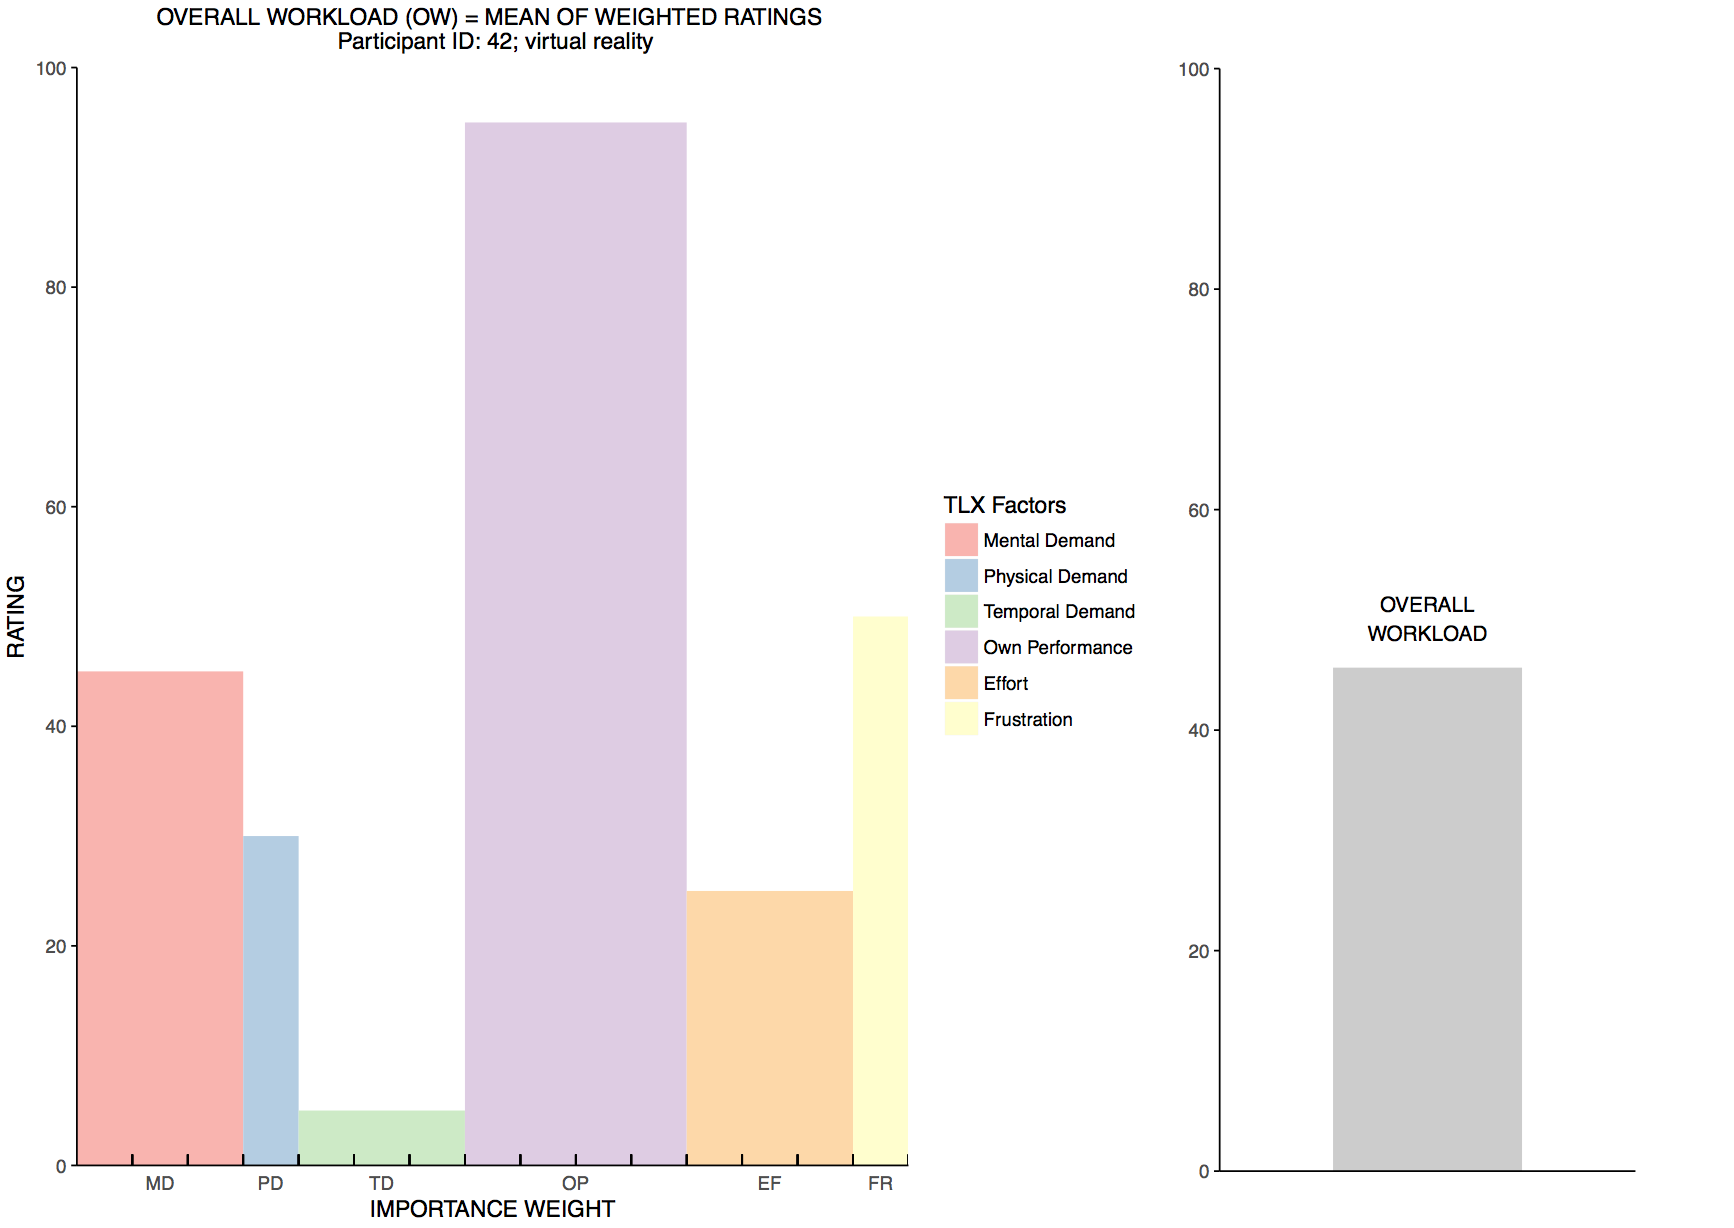 OVERALL WORKLOAD (OW) = MEAN OF WEIGHTED RATINGS
Participant ID: 42; virtual reality
100
80
60
40
20
0
RATING
MD PD TD OP EF FR
IMPORTANCE WEIGHT
TLX Factors
Mental Demand
Physical Demand
Temporal Demand
Own Performance
Effort
Frustration
100
80
60
40
20
0
OVERALL
WORKLOAD